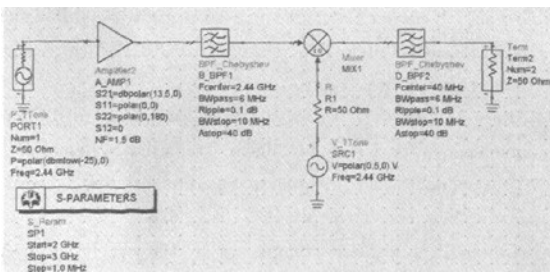 P_1Tone
PORT1
Num=1
Z=50 Ohm
P=polar(dbmtow(-25),0)
Freq=2.44 GHz
Amplifier2
A_AMP1
S21=dbpolar(13.5,0)
S11=polar(0,0)
S22=polar(0,180)
S12=0
NF=1.5 dB
BPF_Chebyshev
B_BPF1
Fcenter=2.44 GHz
BWpass=6 MHz
Ripple=0.1 dB
BWstop=10 MHz
Astop=40 dB
Mixer
MIX1
R
R1
R=50 Ohm
V_1Tone
SRC1
V=polar(0.5,0) V
Freq=2.44 GHz
BPF_Chebyshev
D_BPF2
Fcenter=40 MHz
BWpass=6 MHz
Ripple=0.1 dB
BWstop=10 MHz
Astop=40 dB
Term
Term2
Num=2
Z=50 Ohm
S-PARAMETERS
S_Param
SP1
Start=2 GHz
Stop=3 GHz
Step=1.0 MHz